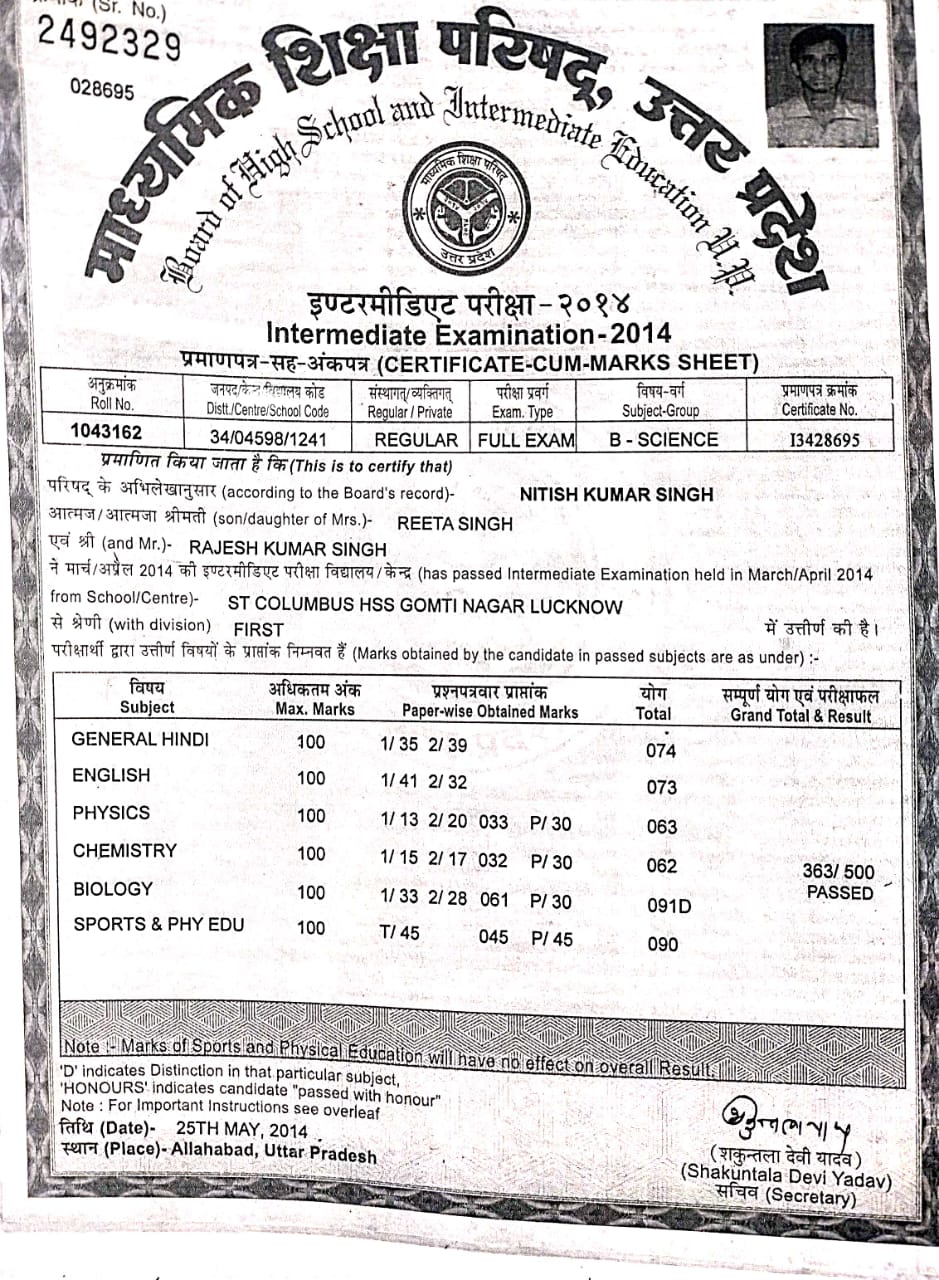 (Sr. No.)
2492329
028695
माध्यमिक शिक्षा परिषद्, उत्तर प्रदेश
Board of High School and Intermediate Education U.P.
माध्यमिक शिक्षा परिषद्
उत्तर प्रदेश
इण्टरमीडिएट परीक्षा - २०१४
Intermediate Examination-2014
प्रमाणपत्र-सह-अंकपत्र (CERTIFICATE-CUM-MARKS SHEET)
अनुक्रमांक जनपद/केन्द्र/विद्यालय कोड संस्थागत/व्यक्तिगत परीक्षा प्रवर्ग विषय-वर्ग प्रमाणपत्र क्रमांक
Roll No. Distt./Centre/School Code Regular / Private Exam. Type Subject-Group Certificate No.
1043162 34/04598/1241 REGULAR FULL EXAM B - SCIENCE I3428695
प्रमाणित किया जाता है कि (This is to certify that)
परिषद् के अभिलेखानुसार (according to the Board's record)- NITISH KUMAR SINGH
आत्मज/आत्मजा श्रीमती (son/daughter of Mrs.)- REETA SINGH
एवं श्री (and Mr.)- RAJESH KUMAR SINGH
ने मार्च/अप्रैल 2014 की इण्टरमीडिएट परीक्षा विद्यालय/केन्द्र (has passed Intermediate Examination held in March/April 2014
from School/Centre)- ST COLUMBUS HSS GOMTI NAGAR LUCKNOW
से श्रेणी (with division) FIRST में उत्तीर्ण की है।
परीक्षार्थी द्वारा उत्तीर्ण विषयों के प्राप्तांक निम्नवत हैं (Marks obtained by the candidate in passed subjects are as under) :-
विषय अधिकतम अंक प्रश्नपत्रवार प्राप्तांक योग सम्पूर्ण योग एवं परीक्षाफल
Subject Max. Marks Paper-wise Obtained Marks Total Grand Total & Result
GENERAL HINDI 100 1/ 35 2/ 39 074
ENGLISH 100 1/ 41 2/ 32 073
PHYSICS 100 1/ 13 2/ 20 033 P/ 30 063
CHEMISTRY 100 1/ 15 2/ 17 032 P/ 30 062 363/ 500
BIOLOGY 100 1/ 33 2/ 28 061 P/ 30 091D PASSED
SPORTS & PHY EDU 100 T/ 45 045 P/ 45 090
Note :- Marks of Sports and Physical Education will have no effect on overall Result.
'D' indicates Distinction in that particular subject,
'HONOURS' indicates candidate "passed with honour"
Note : For Important Instructions see overleaf
तिथि (Date)- 25TH MAY, 2014
स्थान (Place)- Allahabad, Uttar Pradesh
(शकुन्तला देवी यादव)
(Shakuntala Devi Yadav)
सचिव (Secretary)